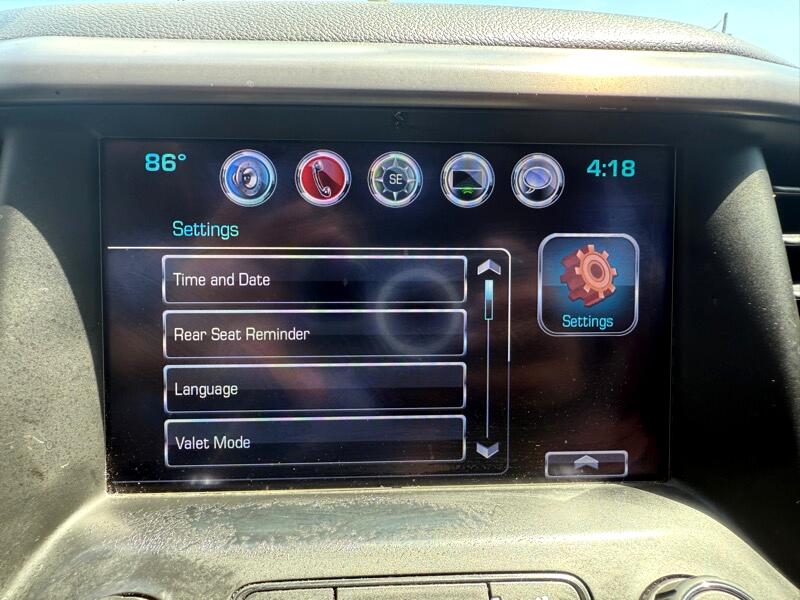 86°
SE
4:18
Settings
Time and Date
Rear Seat Reminder
Language
Valet Mode
Settings